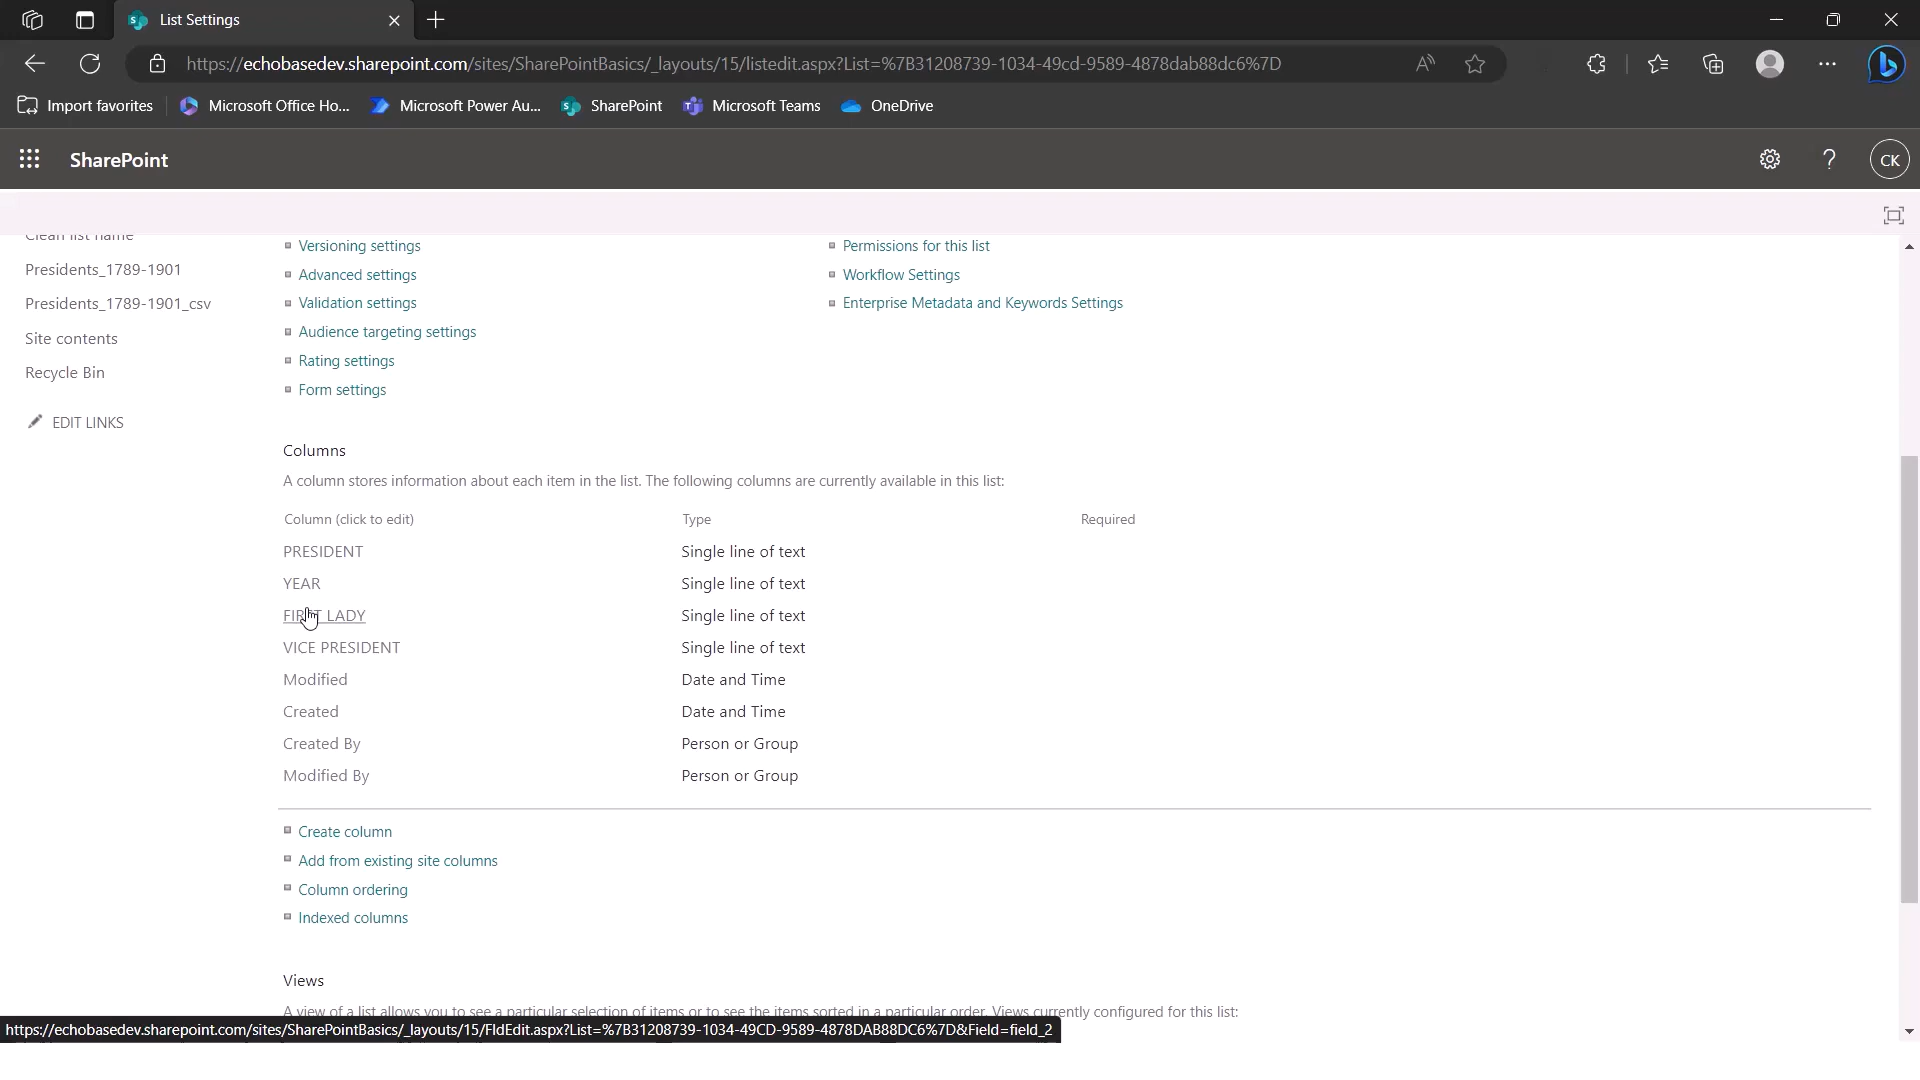 List Settings
https://echobasedev.sharepoint.com/sites/SharePointBasics/_layouts/15/listedit.aspx?List=%7B31208739-1034-49cd-9589-4878dab88dc6%7D
Import favorites
Microsoft Office Ho...
Microsoft Power Au...
SharePoint
Microsoft Teams
OneDrive
SharePoint
?
CK
Clean list name
Presidents_1789-1901
Presidents_1789-1901_csv
Site contents
Recycle Bin
EDIT LINKS
Versioning settings
Advanced settings
Validation settings
Audience targeting settings
Rating settings
Form settings
Permissions for this list
Workflow Settings
Enterprise Metadata and Keywords Settings
Columns
A column stores information about each item in the list. The following columns are currently available in this list:
Column (click to edit) Type Required
PRESIDENT Single line of text
YEAR Single line of text
FIRST LADY Single line of text
VICE PRESIDENT Single line of text
Modified Date and Time
Created Date and Time
Created By Person or Group
Modified By Person or Group
Create column
Add from existing site columns
Column ordering
Indexed columns
Views
A view of a list allows you to see a particular selection of items or to see the items sorted in a particular order. Views currently configured for this list:
https://echobasedev.sharepoint.com/sites/SharePointBasics/_layouts/15/FldEdit.aspx?List=%7B31208739-1034-49CD-9589-4878DAB88DC6%7D&Field=field_2